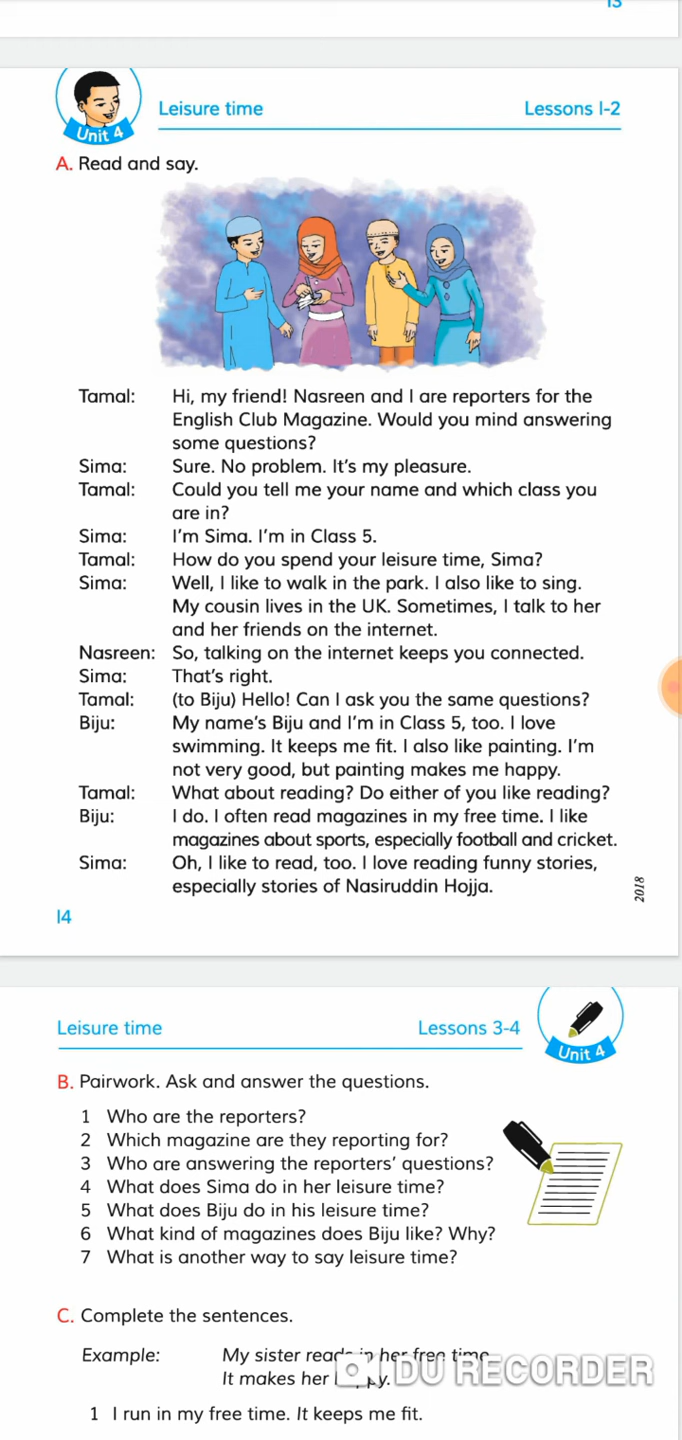 Leisure time Lessons 1-2
Unit 4
A. Read and say.
Tamal: Hi, my friend! Nasreen and I are reporters for the
English Club Magazine. Would you mind answering
some questions?
Sima: Sure. No problem. It's my pleasure.
Tamal: Could you tell me your name and which class you
are in?
Sima: I'm Sima. I'm in Class 5.
Tamal: How do you spend your leisure time, Sima?
Sima: Well, I like to walk in the park. I also like to sing.
My cousin lives in the UK. Sometimes, I talk to her
and her friends on the internet.
Nasreen: So, talking on the internet keeps you connected.
Sima: That's right.
Tamal: (to Biju) Hello! Can I ask you the same questions?
Biju: My name's Biju and I'm in Class 5, too. I love
swimming. It keeps me fit. I also like painting. I'm
not very good, but painting makes me happy.
Tamal: What about reading? Do either of you like reading?
Biju: I do. I often read magazines in my free time. I like
magazines about sports, especially football and cricket.
Sima: Oh, I like to read, too. I love reading funny stories,
especially stories of Nasiruddin Hojja.
2018
14
Leisure time Lessons 3-4
Unit 4
B. Pairwork. Ask and answer the questions.
1 Who are the reporters?
2 Which magazine are they reporting for?
3 Who are answering the reporters' questions?
4 What does Sima do in her leisure time?
5 What does Biju do in his leisure time?
6 What kind of magazines does Biju like? Why?
7 What is another way to say leisure time?
C. Complete the sentences.
Example: My sister reads in her free time
It makes her happy.
DU RECORDER
1 I run in my free time. It keeps me fit.